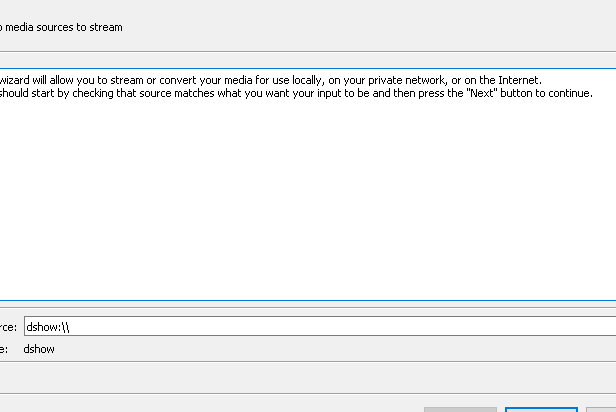 media sources to stream
wizard will allow you to stream or convert your media for use locally, on your private network, or on the Internet.
should start by checking that source matches what you want your input to be and then press the "Next" button to continue.
dshow:\\
dshow